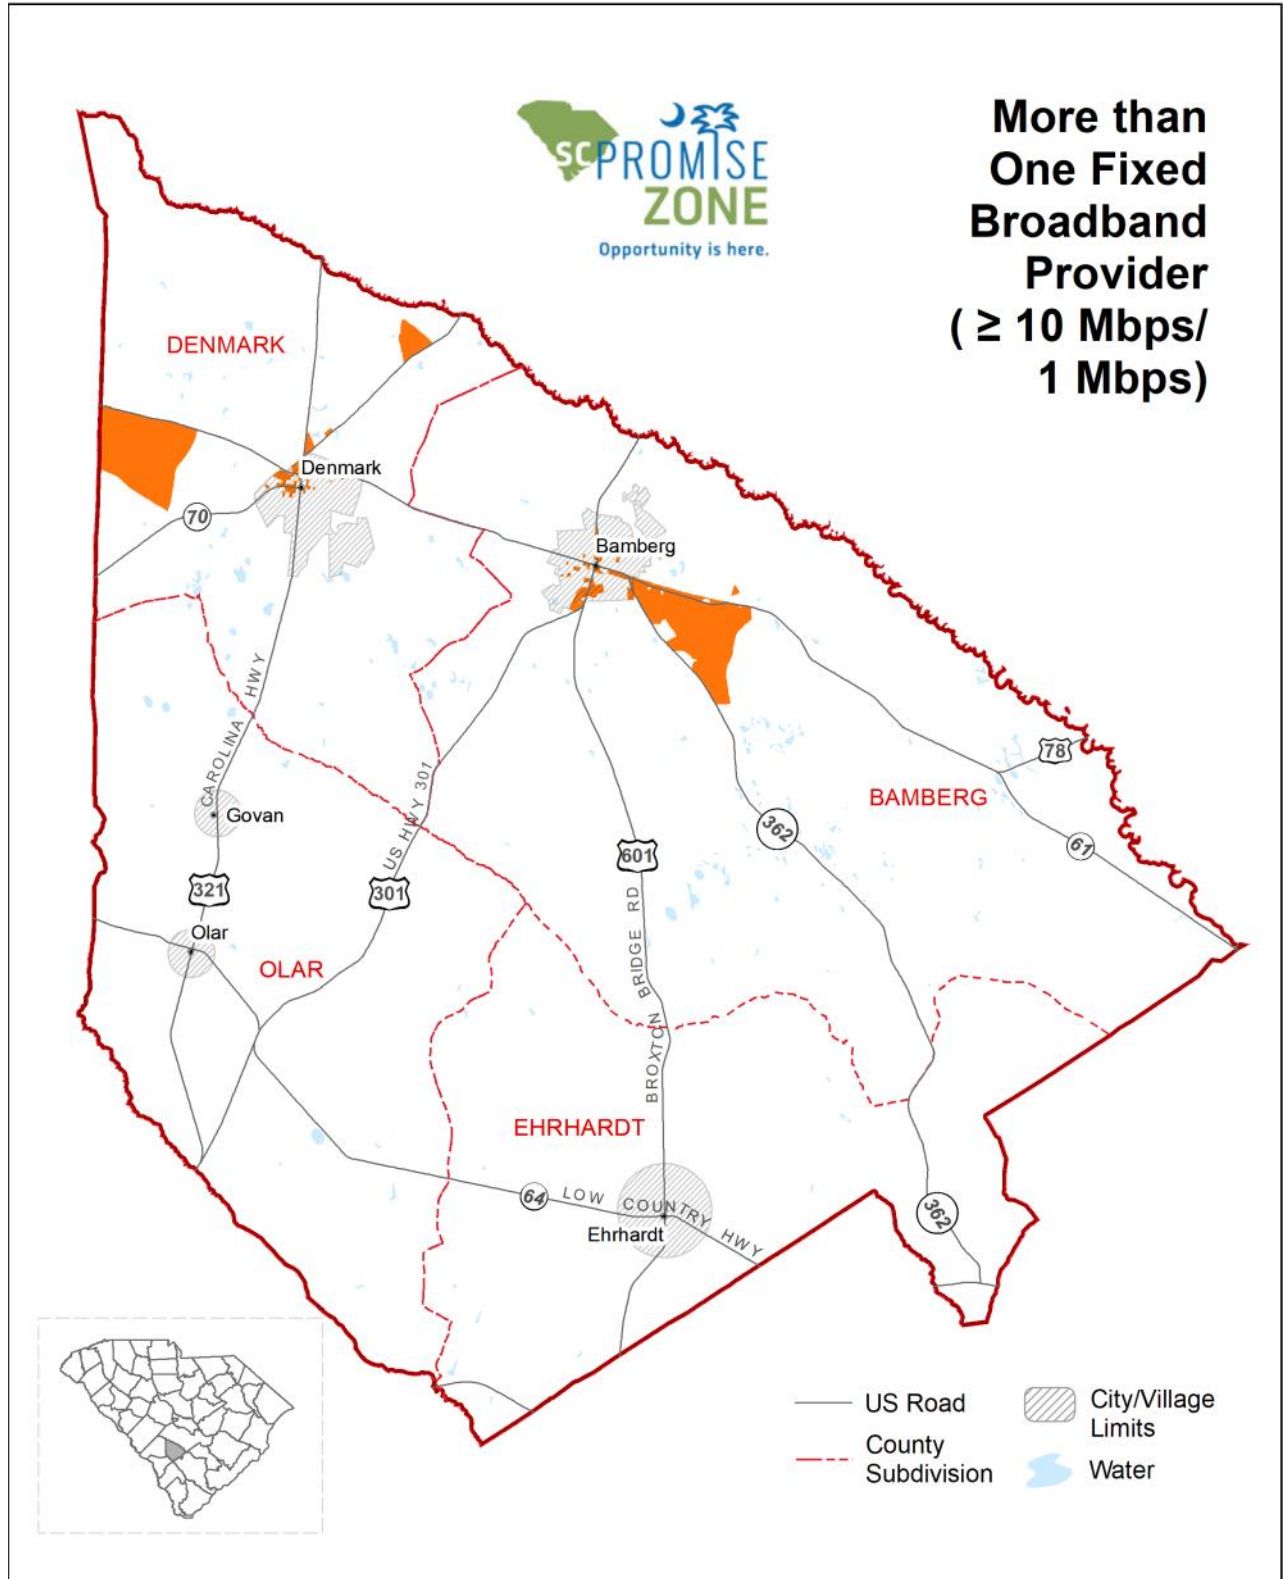 SC PROMISE
ZONE
Opportunity is here.
More than
One Fixed
Broadband
Provider
( ≥ 10 Mbps/
1 Mbps)
DENMARK
Denmark
70
Bamberg
CAROLINA HWY
US HWY 301
78
BAMBERG
Govan
362
61
601
321
301
BROXTON BRIDGE RD
Olar
OLAR
EHRHARDT
64
LOW COUNTRY HWY
362
Ehrhardt
US Road
County
Subdivision
City/Village
Limits
Water